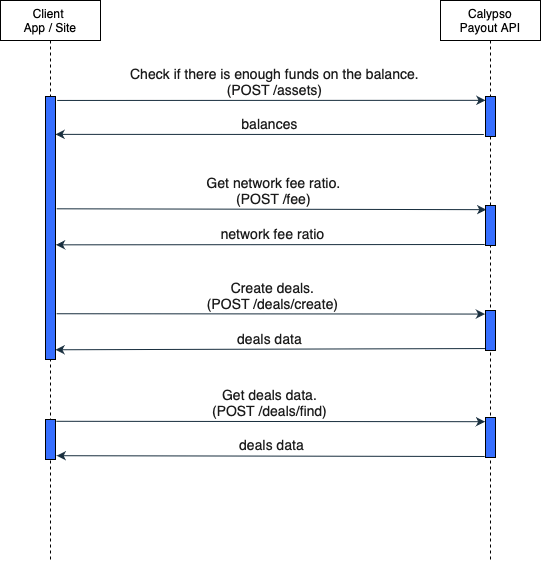 Client
App / Site
Calypso
Payout API
Check if there is enough funds on the balance.
(POST /assets)
balances
Get network fee ratio.
(POST /fee)
network fee ratio
Create deals.
(POST /deals/create)
deals data
Get deals data.
(POST /deals/find)
deals data